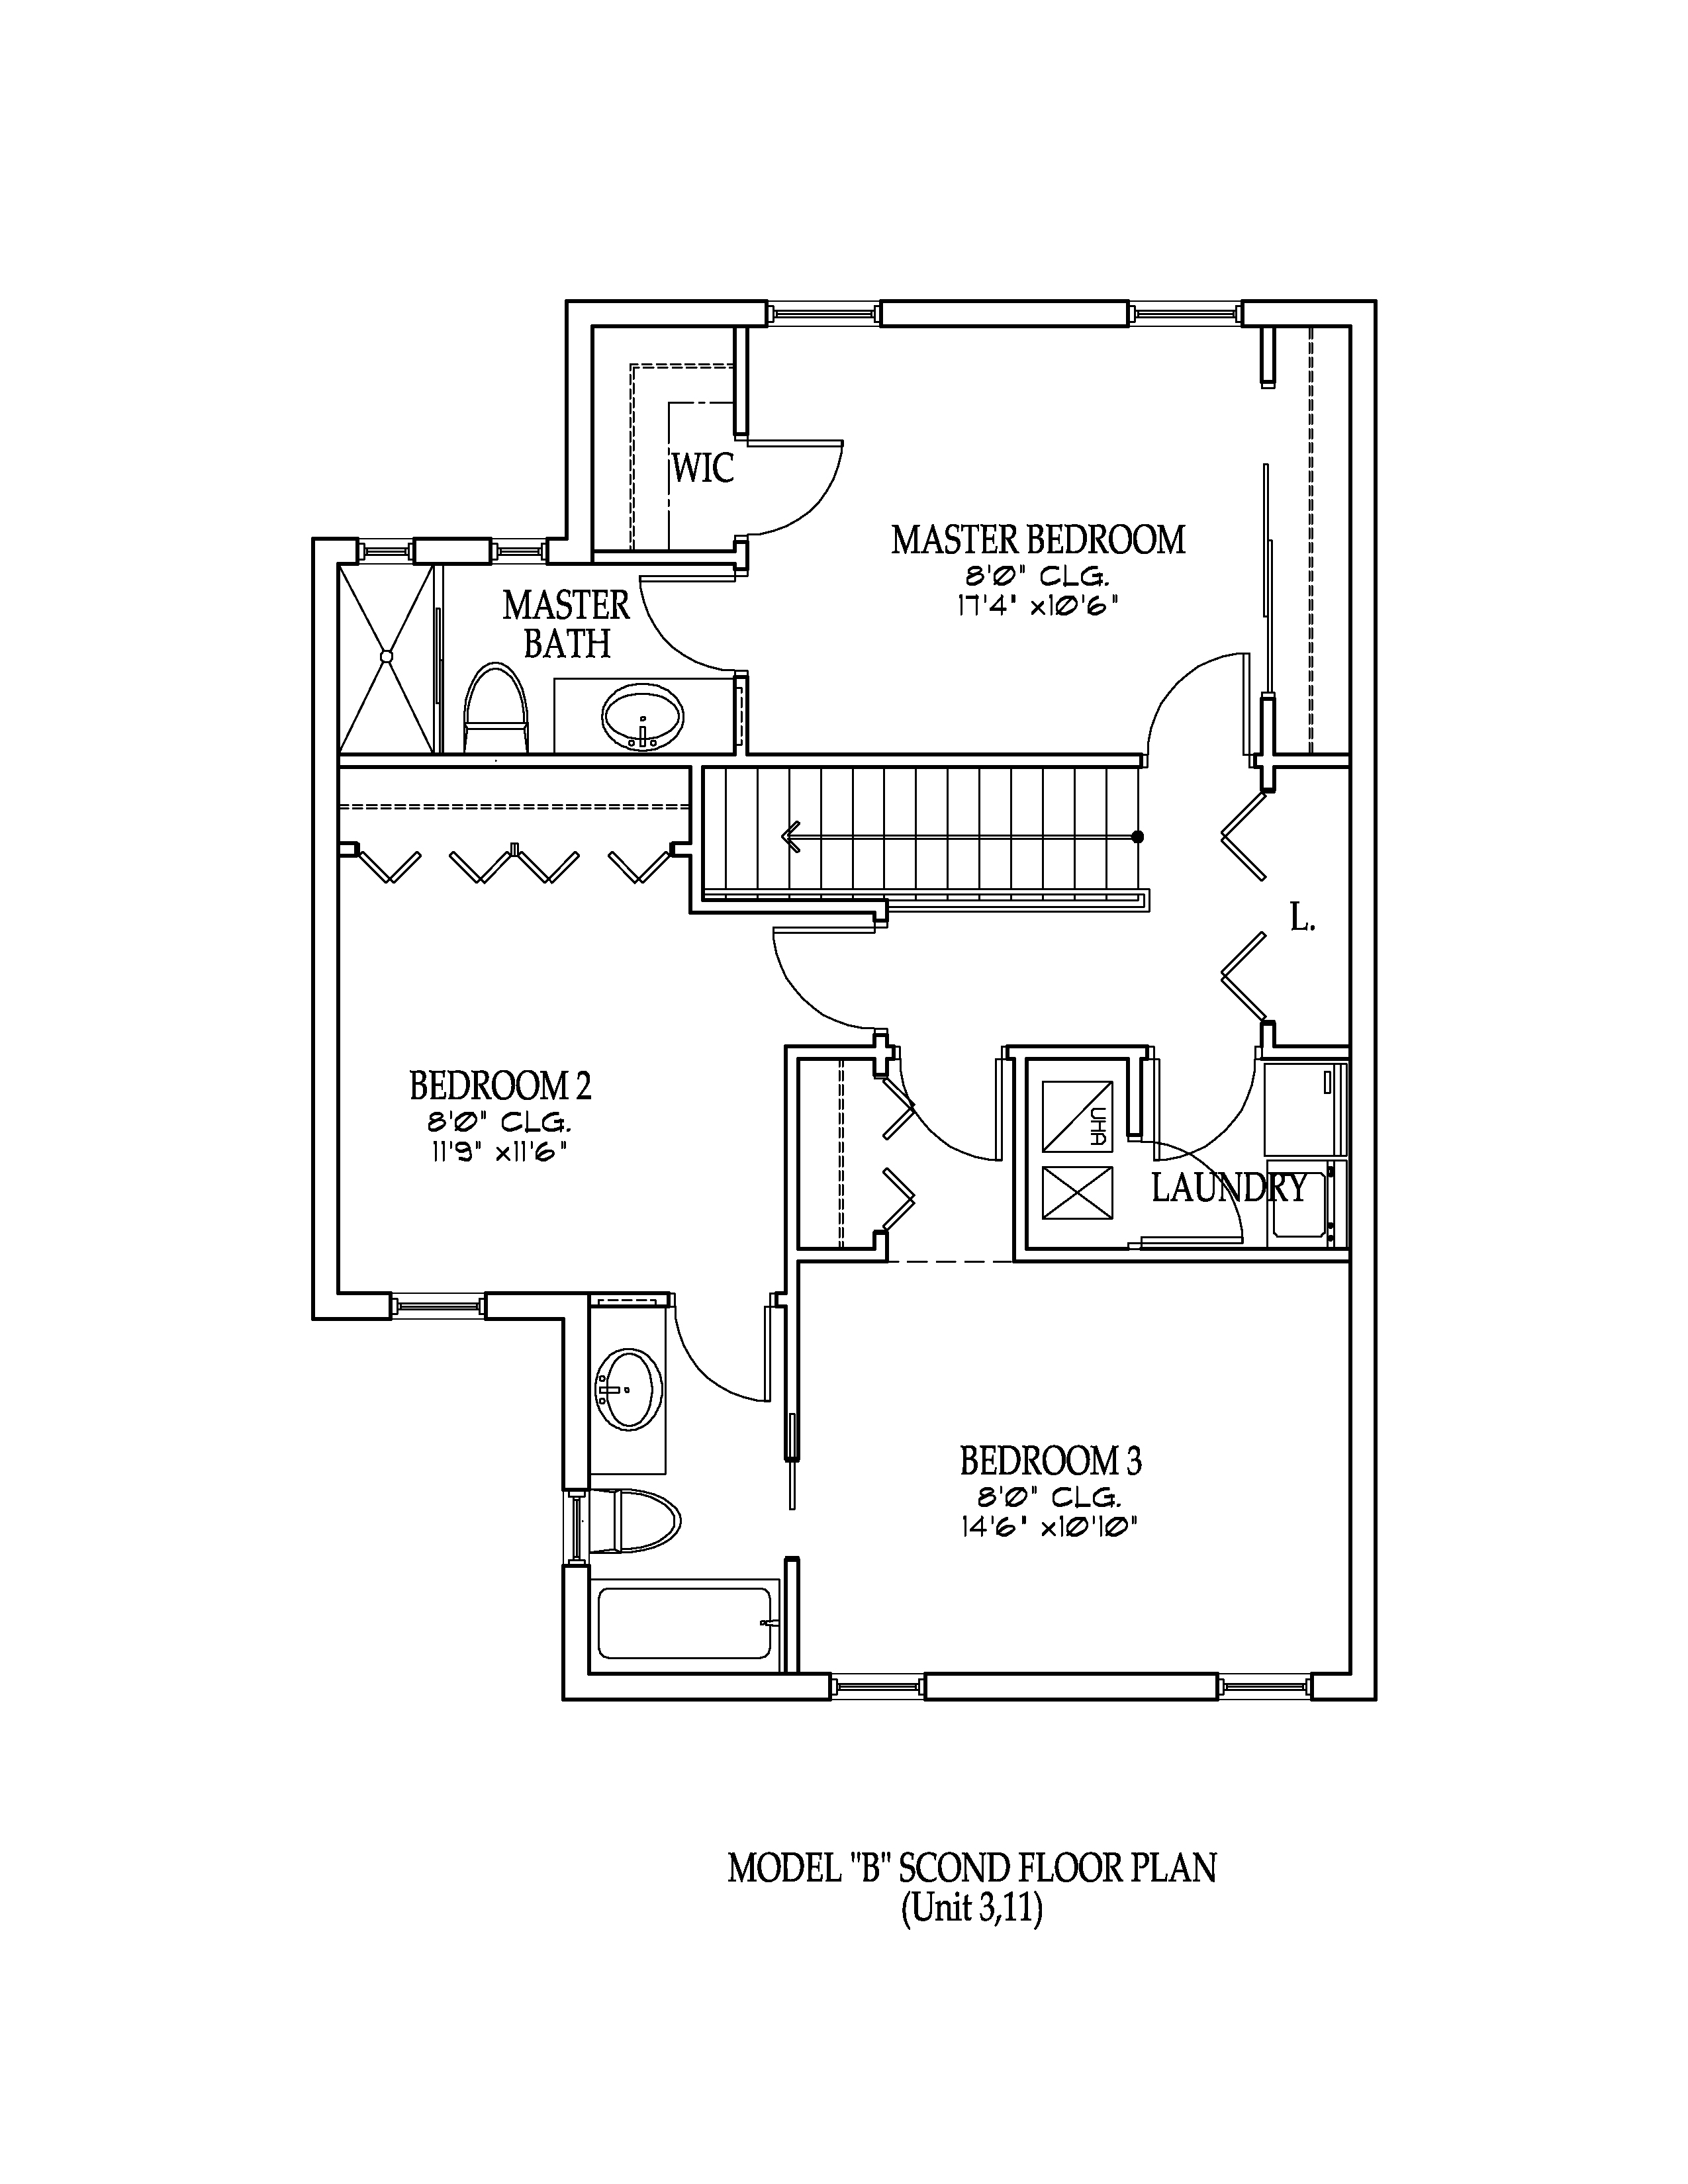 WIC
MASTER BEDROOM
8'0" CLG.
17'4" x10'6"
MASTER
BATH
L.
BEDROOM 2
8'0" CLG.
11'9" x11'6"
UHA
LAUNDRY
BEDROOM 3
8'0" CLG.
14'6" x10'10"
MODEL "B" SCOND FLOOR PLAN
(Unit 3,11)